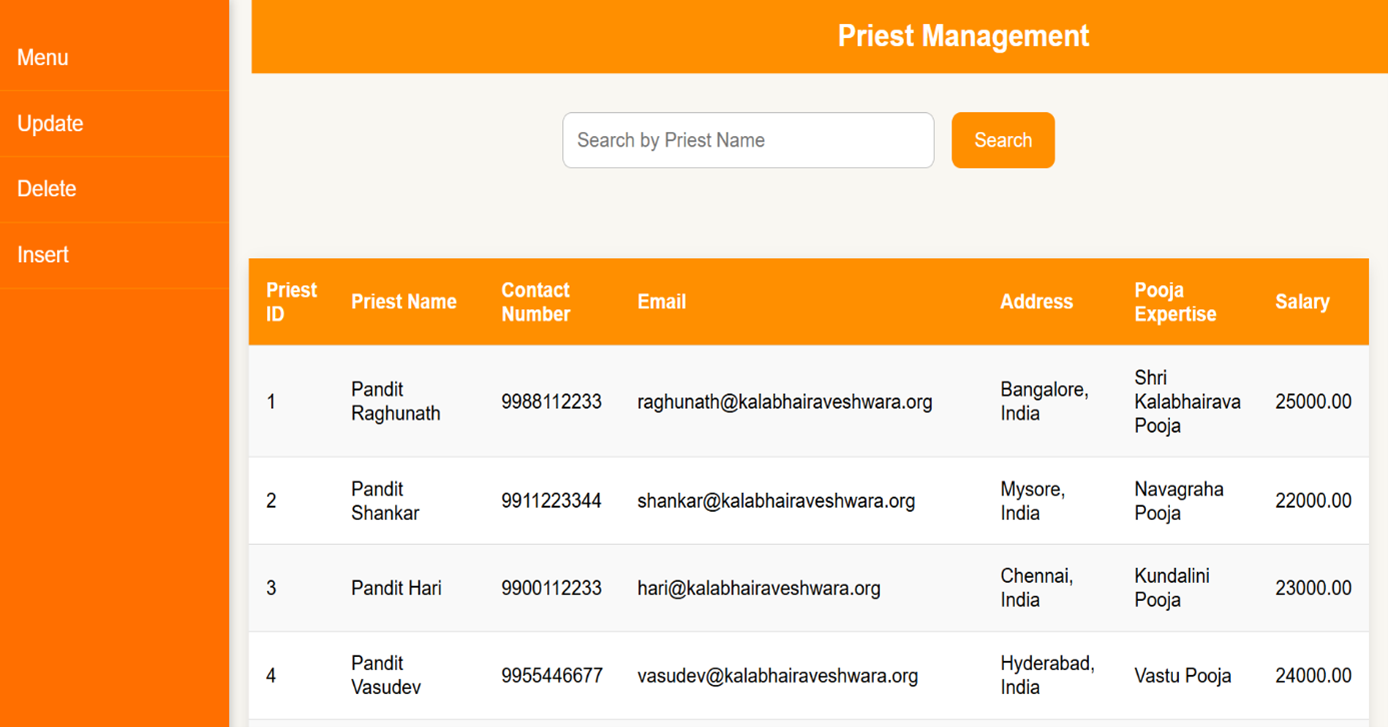 Menu
Update
Delete
Insert
Priest Management
Search by Priest Name
Search
Priest ID
Priest Name
Contact Number
Email
Address
Pooja Expertise
Salary
1
Pandit Raghunath
9988112233
raghunath@kalabhairaveshwara.org
Bangalore, India
Shri Kalabhairava Pooja
25000.00
2
Pandit Shankar
9911223344
shankar@kalabhairaveshwara.org
Mysore, India
Navagraha Pooja
22000.00
3
Pandit Hari
9900112233
hari@kalabhairaveshwara.org
Chennai, India
Kundalini Pooja
23000.00
4
Pandit Vasudev
9955446677
vasudev@kalabhairaveshwara.org
Hyderabad, India
Vastu Pooja
24000.00